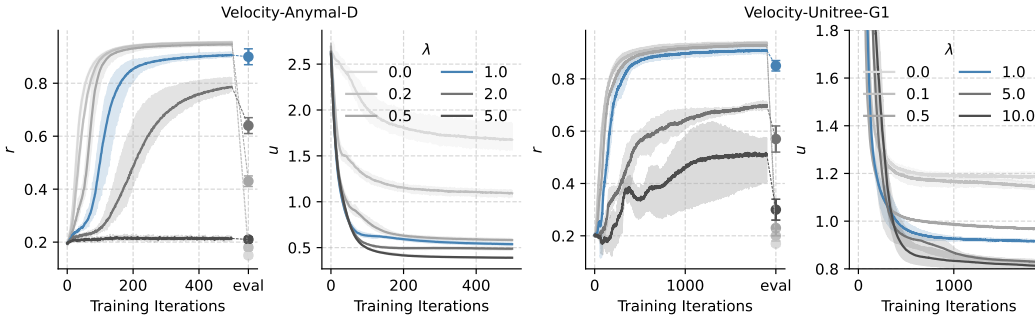 Velocity-Anymal-D
Velocity-Unitree-G1
r
0.8
0.6
0.4
0.2
0
200
400
eval
Training Iterations
u
2.5
2.0
1.5
1.0
0.5
λ
0.0
0.2
0.5
1.0
2.0
5.0
0
200
400
Training Iterations
r
0.8
0.6
0.4
0.2
0
1000
eval
Training Iterations
u
1.8
1.6
1.4
1.2
1.0
0.8
λ
0.0
0.1
0.5
1.0
5.0
10.0
0
1000
Training Iterations